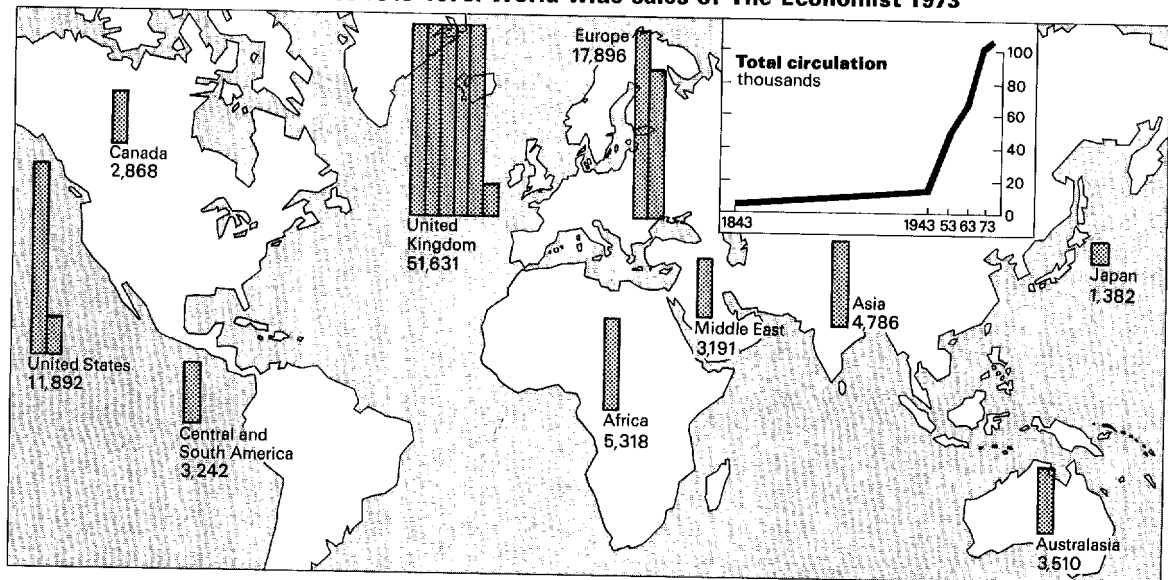 World-wide sales of The Economist 1973
Canada
2,868
United States
11,892
Central and
South America
3,242
United
Kingdom
51,631
Europe
17,896
Total circulation
thousands
100
80
60
40
20
0
1843
1943 53 63 73
Middle East
3,191
Africa
5,318
Asia
4,786
Japan
1,382
Australasia
3,510